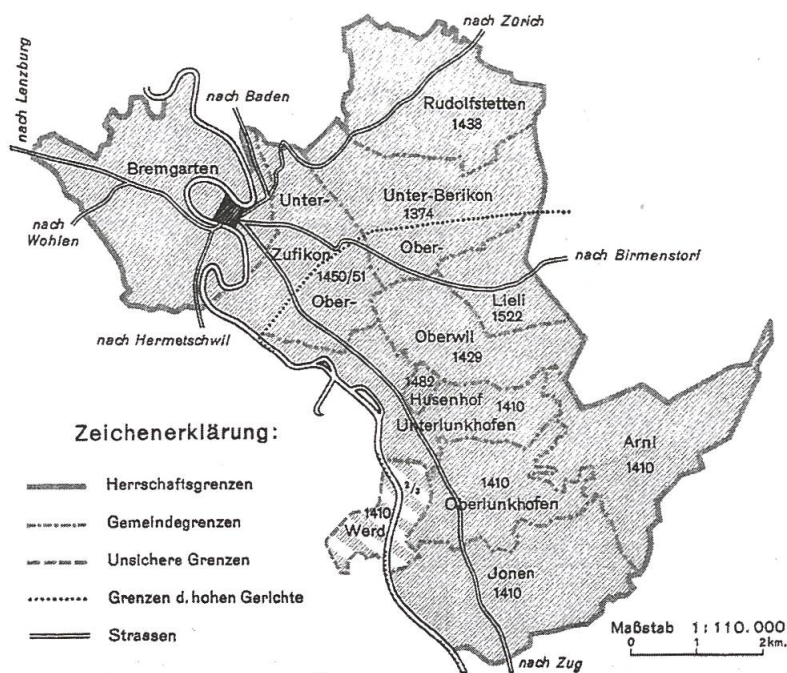 nach Zürich
nach Lenzburg
nach Baden
Rudolfstetten
1438
Bremgarten
Unter-
Unter-Berikon
1374
nach
Wohlen
Ober-
Zufikon
1450/51
nach Birmenstorf
Ober-
Lieli
1522
nach Hermetschwil
Oberwil
1429
1482
Husenhof
1410
Unterlunkhofen
Arni
1410
2/3
1410
Oberlunkhofen
1410
Werd
Jonen
1410
nach Zug
Zeichenerklärung:
Herrschaftsgrenzen
Gemeindegrenzen
Unsichere Grenzen
Grenzen d. hohen Gerichte
Strassen
Maßstab 1:110.000
0 1 2km.